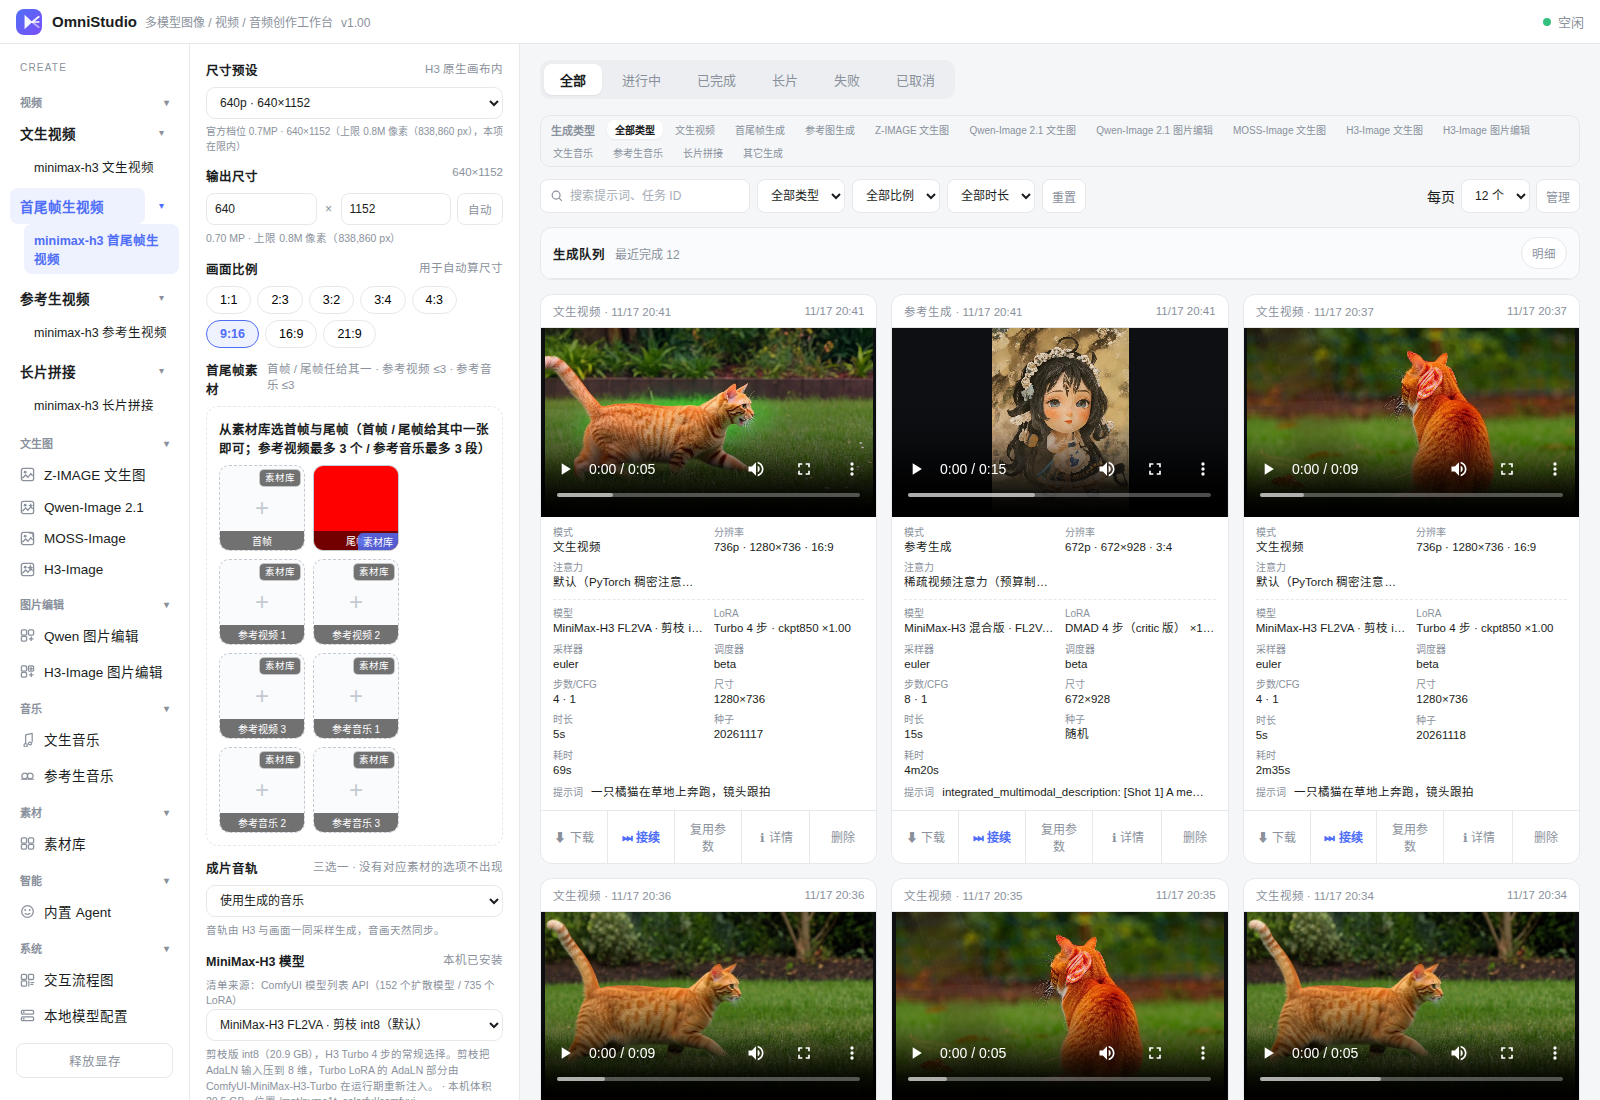 OmniStudio 多模型图像 / 视频 / 音频创作工作台 v1.00
空闲
CREATE
视频
文生视频
minimax-h3 文生视频
首尾帧生视频
minimax-h3 首尾帧生
视频
参考生视频
minimax-h3 参考生视频
长片拼接
minimax-h3 长片拼接
文生图
Z-IMAGE 文生图
Qwen-Image 2.1
MOSS-Image
H3-Image
图片编辑
Qwen 图片编辑
H3-Image 图片编辑
音乐
文生音乐
参考生音乐
素材
素材库
智能
内置 Agent
系统
交互流程图
本地模型配置
释放显存
尺寸预设 H3 原生画布内
640p · 640×1152
官方档位 0.7MP · 640×1152（上限 0.8M 像素（838,860 px），本项
在限内）
输出尺寸 640×1152
640 × 1152 自动
0.70 MP · 上限 0.8M 像素（838,860 px）
画面比例 用于自动算尺寸
1:1 2:3 3:2 3:4 4:3
9:16 16:9 21:9
首尾帧素
材
首帧 / 尾帧任给其一 · 参考视频 ≤3 · 参考音
乐 ≤3
从素材库选首帧与尾帧（首帧 / 尾帧给其中一张
即可；参考视频最多 3 个 / 参考音乐最多 3 段）
素材库
首帧
素材库
素材库 素材库
参考视频 1 参考视频 2
素材库 素材库
参考视频 3 参考音乐 1
素材库 素材库
参考音乐 2 参考音乐 3
成片音轨 三选一 · 没有对应素材的选项不出现
使用生成的音乐
音轨由 H3 与画面一同采样生成，音画天然同步。
MiniMax-H3 模型 本机已安装
清单来源：ComfyUI 模型列表 API（152 个扩散模型 / 735 个
LoRA）
MiniMax-H3 FL2VA · 剪枝 int8（默认）
剪枝版 int8（20.9 GB），H3 Turbo 4 步的常规选择。剪枝把
AdaLN 输入压到 8 维，Turbo LoRA 的 AdaLN 部分由
ComfyUI-MiniMax-H3-Turbo 在运行期重新注入。 · 本机体积
全部 进行中 已完成 长片 失败 已取消
生成类型 全部类型 文生视频 首尾帧生成 参考图生成 Z-IMAGE 文生图 Qwen-Image 2.1 文生图 Qwen-Image 2.1 图片编辑 MOSS-Image 文生图 H3-Image 文生图 H3-Image 图片编辑
文生音乐 参考生音乐 长片拼接 其它生成
搜索提示词、任务 ID 全部类型 全部比例 全部时长 重置 每页 12 个 管理
生成队列 最近完成 12 明细
文生视频 · 11/17 20:41 11/17 20:41
0:00 / 0:05
模式 分辨率
文生视频 736p · 1280×736 · 16:9
注意力
默认（PyTorch 稠密注意…
模型 LoRA
MiniMax-H3 FL2VA · 剪枝 i… Turbo 4 步 · ckpt850 ×1.00
采样器 调度器
euler beta
步数/CFG 尺寸
4 · 1 1280×736
时长 种子
5s 20261117
耗时
69s
提示词 一只橘猫在草地上奔跑，镜头跟拍
下载 接续 复用参数 详情 删除
参考生成 · 11/17 20:41 11/17 20:41
0:00 / 0:15
模式 分辨率
参考生成 672p · 672×928 · 3:4
注意力
稀疏视频注意力（预算制…
模型 LoRA
MiniMax-H3 混合版 · FL2V… DMAD 4 步（critic 版） ×1…
采样器 调度器
euler beta
步数/CFG 尺寸
8 · 1 672×928
时长 种子
15s 随机
耗时
4m20s
提示词 integrated_multimodal_description: [Shot 1] A me…
下载 接续 复用参数 详情 删除
文生视频 · 11/17 20:37 11/17 20:37
0:00 / 0:09
模式 分辨率
文生视频 736p · 1280×736 · 16:9
注意力
默认（PyTorch 稠密注意…
模型 LoRA
MiniMax-H3 FL2VA · 剪枝 i… Turbo 4 步 · ckpt850 ×1.00
采样器 调度器
euler beta
步数/CFG 尺寸
4 · 1 1280×736
时长 种子
5s 20261118
耗时
2m35s
提示词 一只橘猫在草地上奔跑，镜头跟拍
下载 接续 复用参数 详情 删除
文生视频 · 11/17 20:36 11/17 20:36
0:00 / 0:09
文生视频 · 11/17 20:35 11/17 20:35
0:00 / 0:05
文生视频 · 11/17 20:34 11/17 20:34
0:00 / 0:05